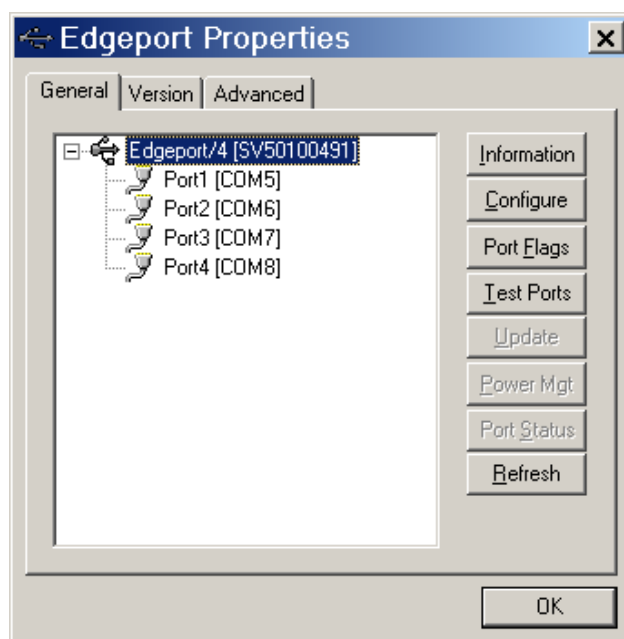 Edgeport Properties
General Version Advanced
Edgeport/4 [SV50100491]
Port1 [COM5]
Port2 [COM6]
Port3 [COM7]
Port4 [COM8]
Information
Configure
Port Flags
Test Ports
Update
Power Mgt
Port Status
Refresh
OK